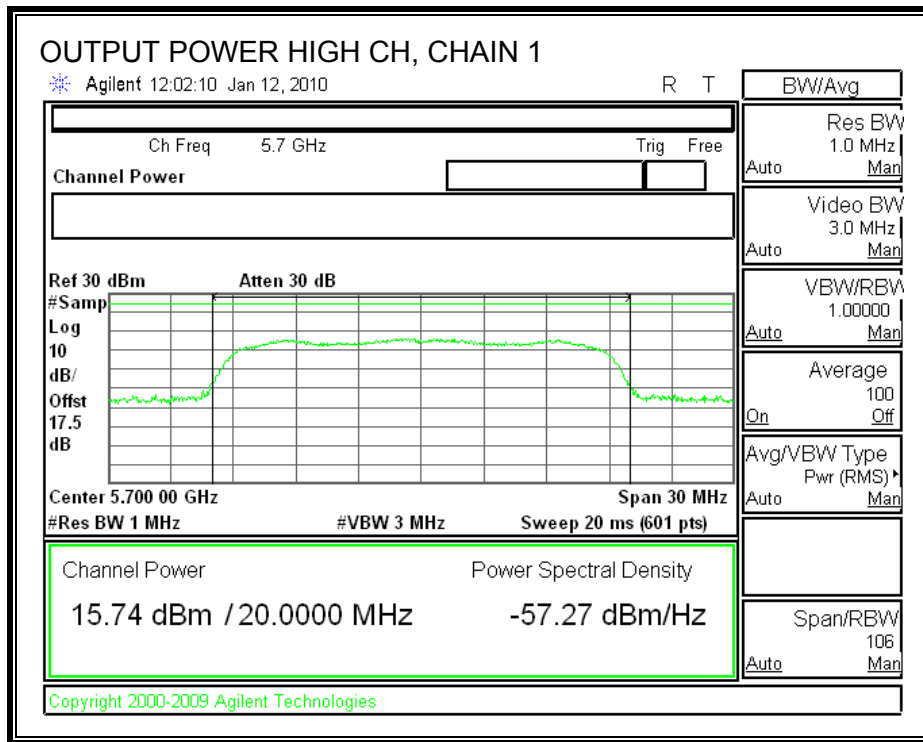 OUTPUT POWER HIGH CH, CHAIN 1
Agilent 12:02:10 Jan 12, 2010 R T
BW/Avg
Ch Freq 5.7 GHz Trig Free
Channel Power
Res BW
1.0 MHz
Auto Man
Video BW
3.0 MHz
Auto Man
Ref 30 dBm Atten 30 dB
#Samp
Log
10
dB/
Offst
17.5
dB
VBW/RBW
1.00000
Auto Man
Average
100
On Off
Avg/VBW Type
Pwr (RMS)
Auto Man
Center 5.700 00 GHz Span 30 MHz
#Res BW 1 MHz #VBW 3 MHz Sweep 20 ms (601 pts)
Channel Power Power Spectral Density
15.74 dBm / 20.0000 MHz -57.27 dBm/Hz
Span/RBW
106
Auto Man
Copyright 2000-2009 Agilent Technologies